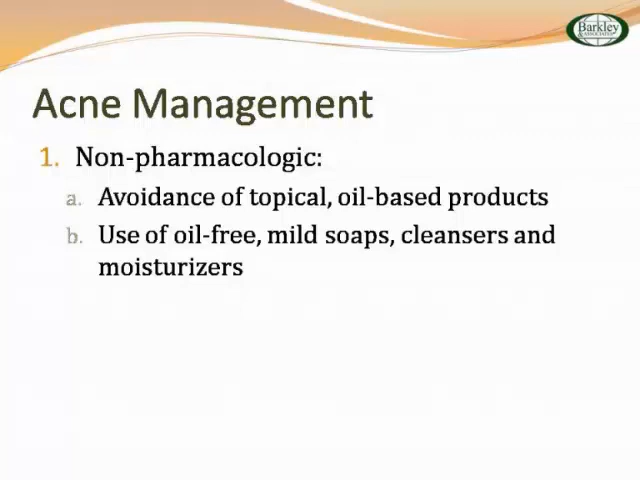 Barkley
& ASSOCIATES
Acne Management
1. Non-pharmacologic:
a. Avoidance of topical, oil-based products
b. Use of oil-free, mild soaps, cleansers and
moisturizers